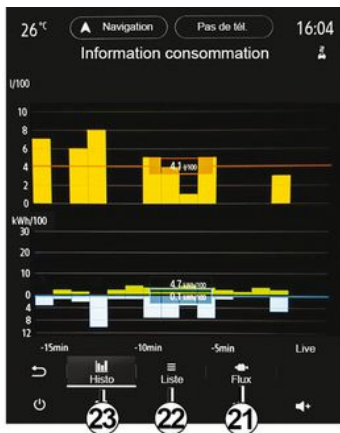 26°C Navigation Pas de tél. 16:04
Information consommation
l/100
10
8
6
4
2
0
4.1 l/100
kWh/100
30
20
10
0
4
8
12
4.7 kWh/100
0.1 kWh/100
-15min -10min -5min Live
Histo Liste Flux
23 22 21